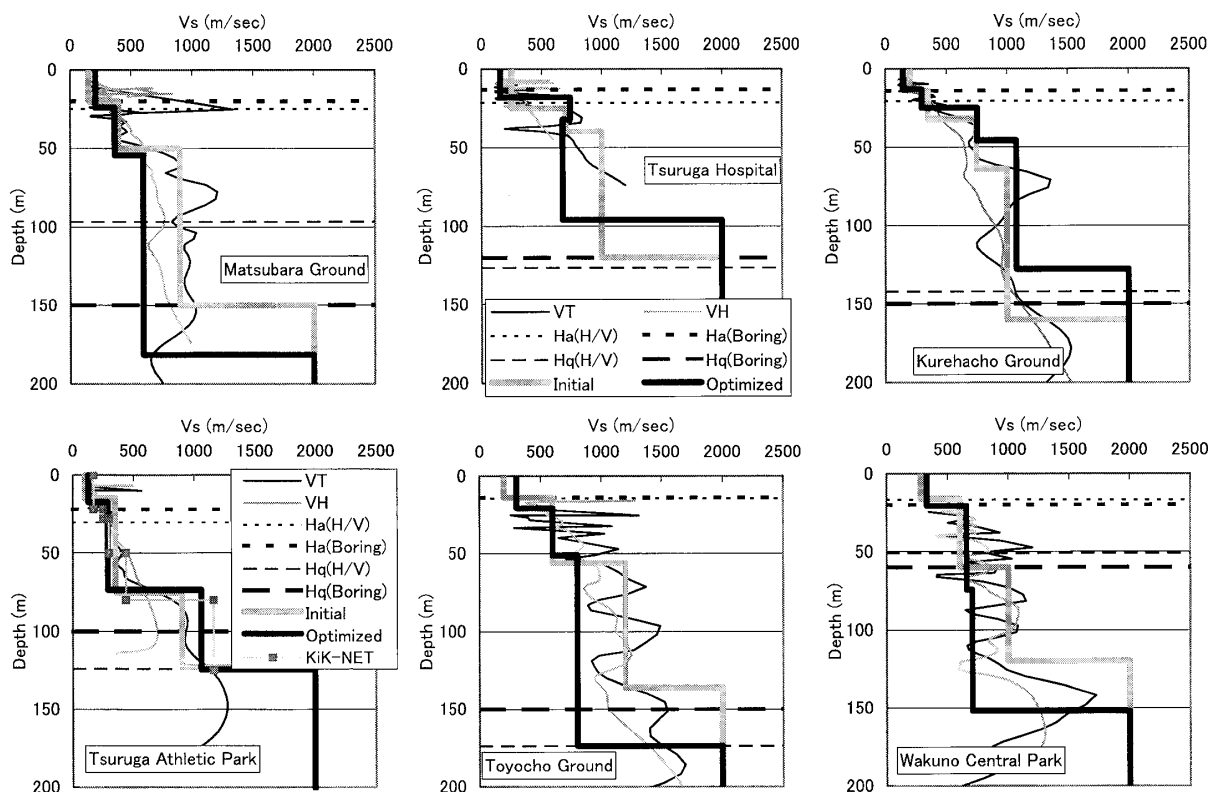 Vs (m/sec)
0 500 1000 1500 2000 2500
0
50
100
150
200
Depth (m)
Matsubara Ground
Vs (m/sec)
0 500 1000 1500 2000 2500
0
50
100
150
200
Depth (m)
Tsuruga Hospital
VT VH
Ha(H/V) Ha(Boring)
Hq(H/V) Hq(Boring)
Initial Optimized
Vs (m/sec)
0 500 1000 1500 2000 2500
0
50
100
150
200
Depth (m)
Kurehacho Ground
Vs (m/sec)
0 500 1000 1500 2000 2500
0
50
100
150
200
Depth (m)
VT
VH
Ha(H/V)
Ha(Boring)
Hq(H/V)
Hq(Boring)
Initial
Optimized
KiK-NET
Tsuruga Athletic Park
Vs (m/sec)
0 500 1000 1500 2000 2500
0
50
100
150
200
Depth (m)
Toyocho Ground
Vs (m/sec)
0 500 1000 1500 2000 2500
0
50
100
150
200
Depth (m)
Wakuno Central Park